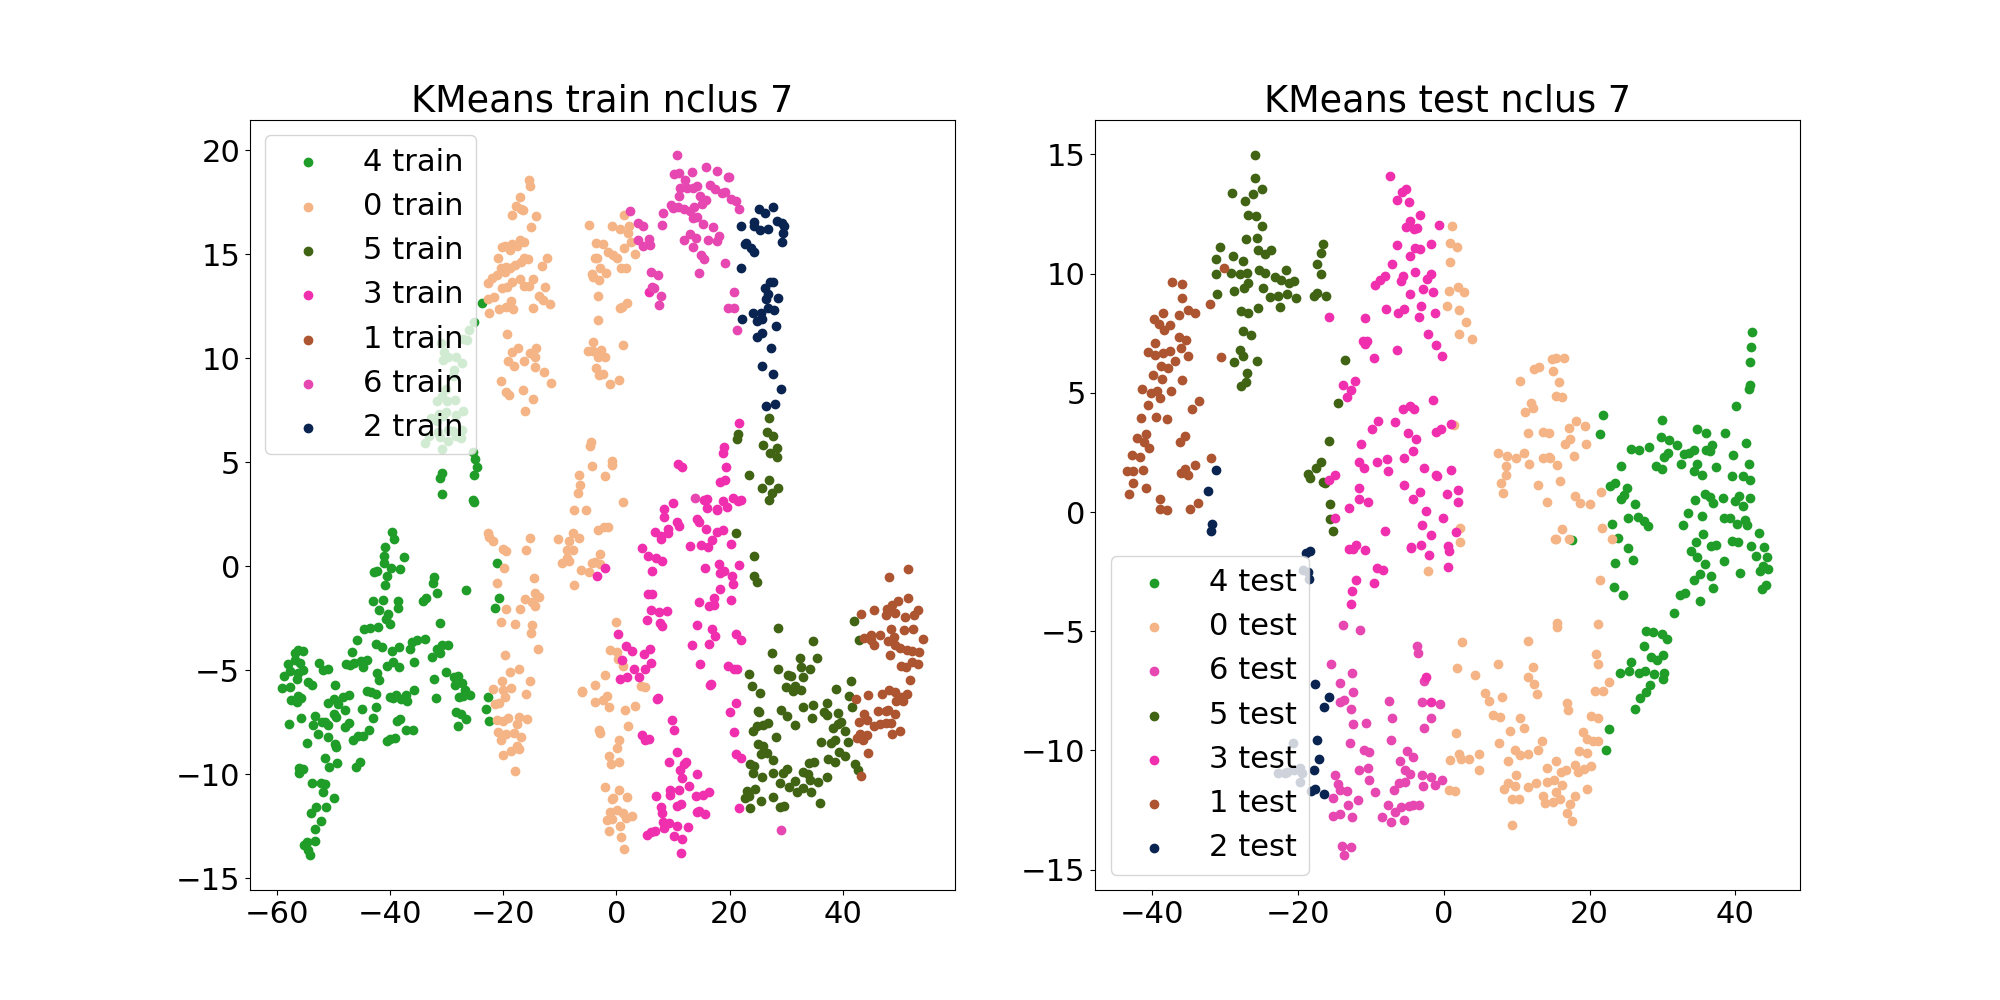 KMeans train nclus 7
20
15
10
5
0
−5
−10
−15
−60
−40
−20
0
20
40
4 train
0 train
5 train
3 train
1 train
6 train
2 train
KMeans test nclus 7
15
10
5
0
−5
−10
−15
−40
−20
0
20
40
4 test
0 test
6 test
5 test
3 test
1 test
2 test